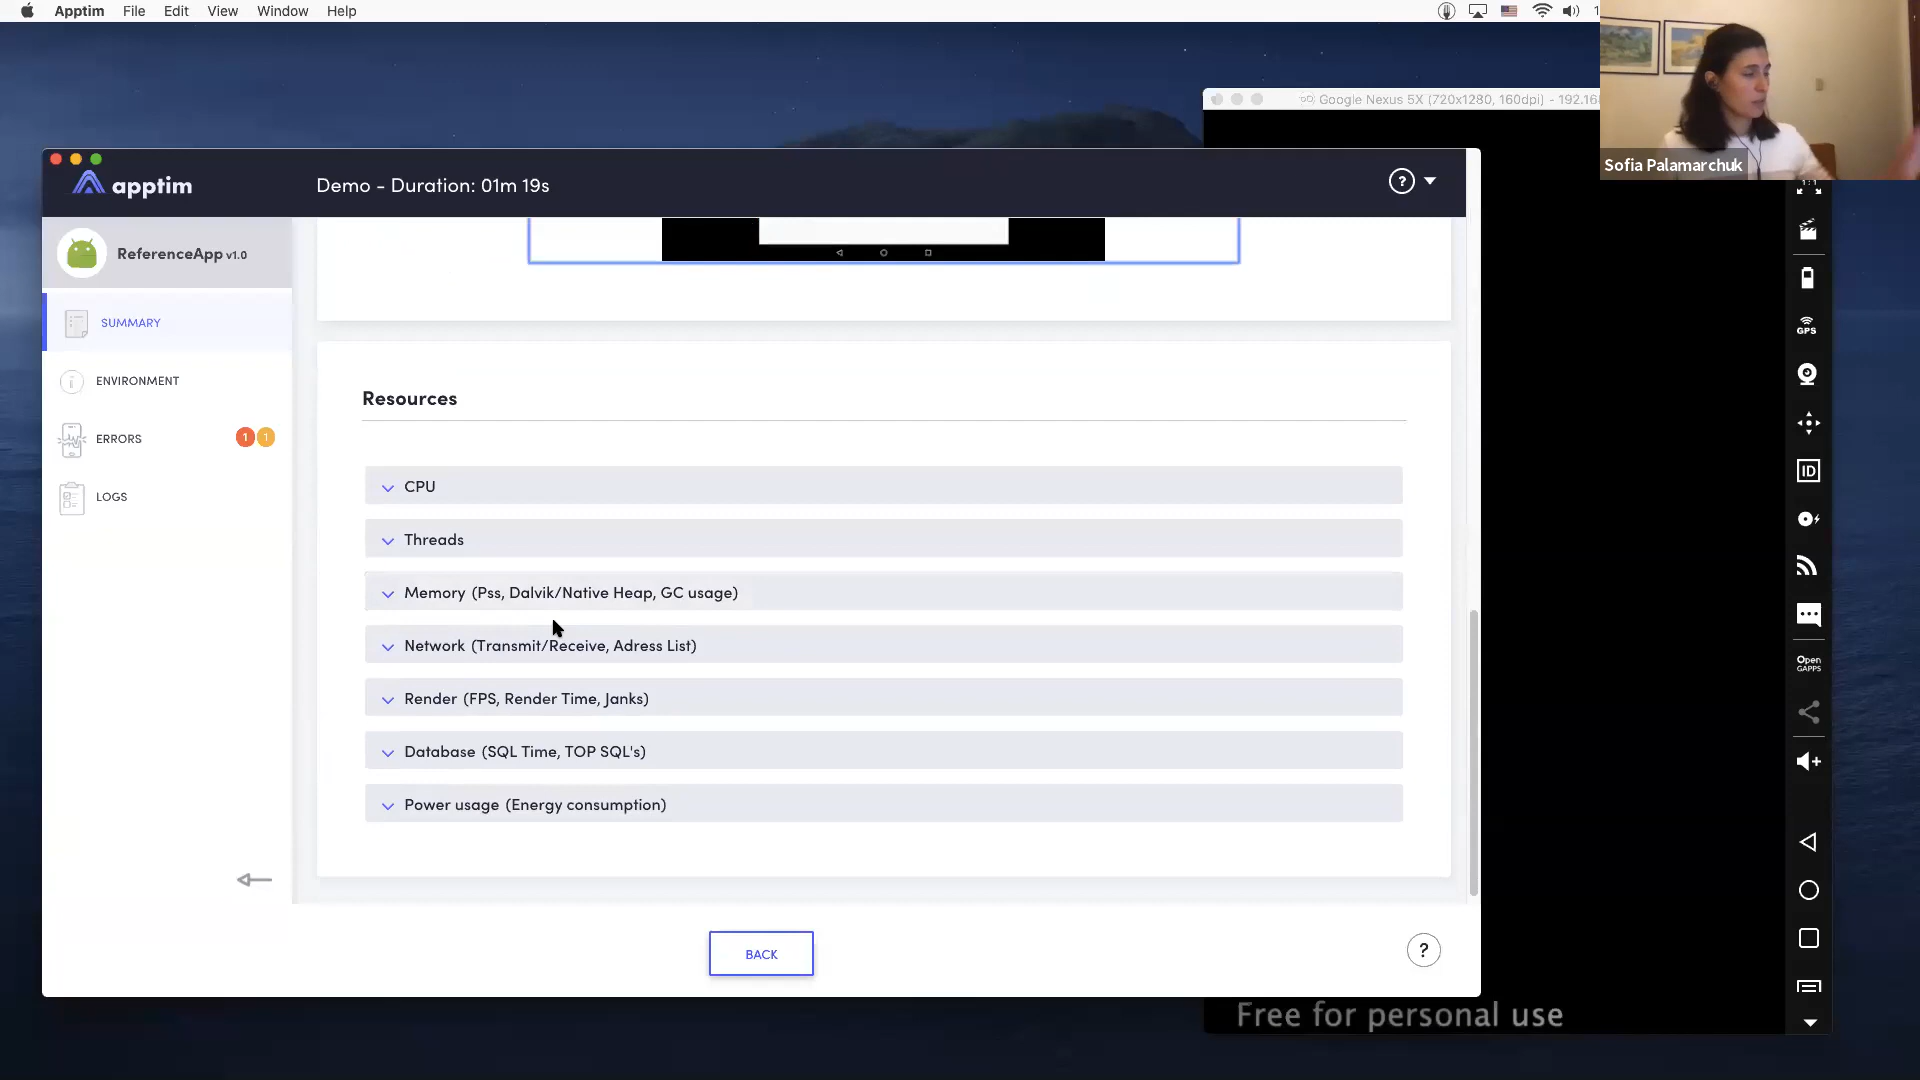 Apptim File Edit View Window Help
Google Nexus 5X (720x1280, 160dpi) - 192.16
Sofia Palamarchuk
apptim
Demo - Duration: 01m 19s
?
1:1
ReferenceApp v1.0
SUMMARY
ENVIRONMENT
ERRORS 1 1
LOGS
Resources
CPU
Threads
Memory (Pss, Dalvik/Native Heap, GC usage)
Network (Transmit/Receive, Adress List)
Render (FPS, Render Time, Janks)
Database (SQL Time, TOP SQL's)
Power usage (Energy consumption)
BACK
?
GPS
ID
Open
GAPPS
Free for personal use